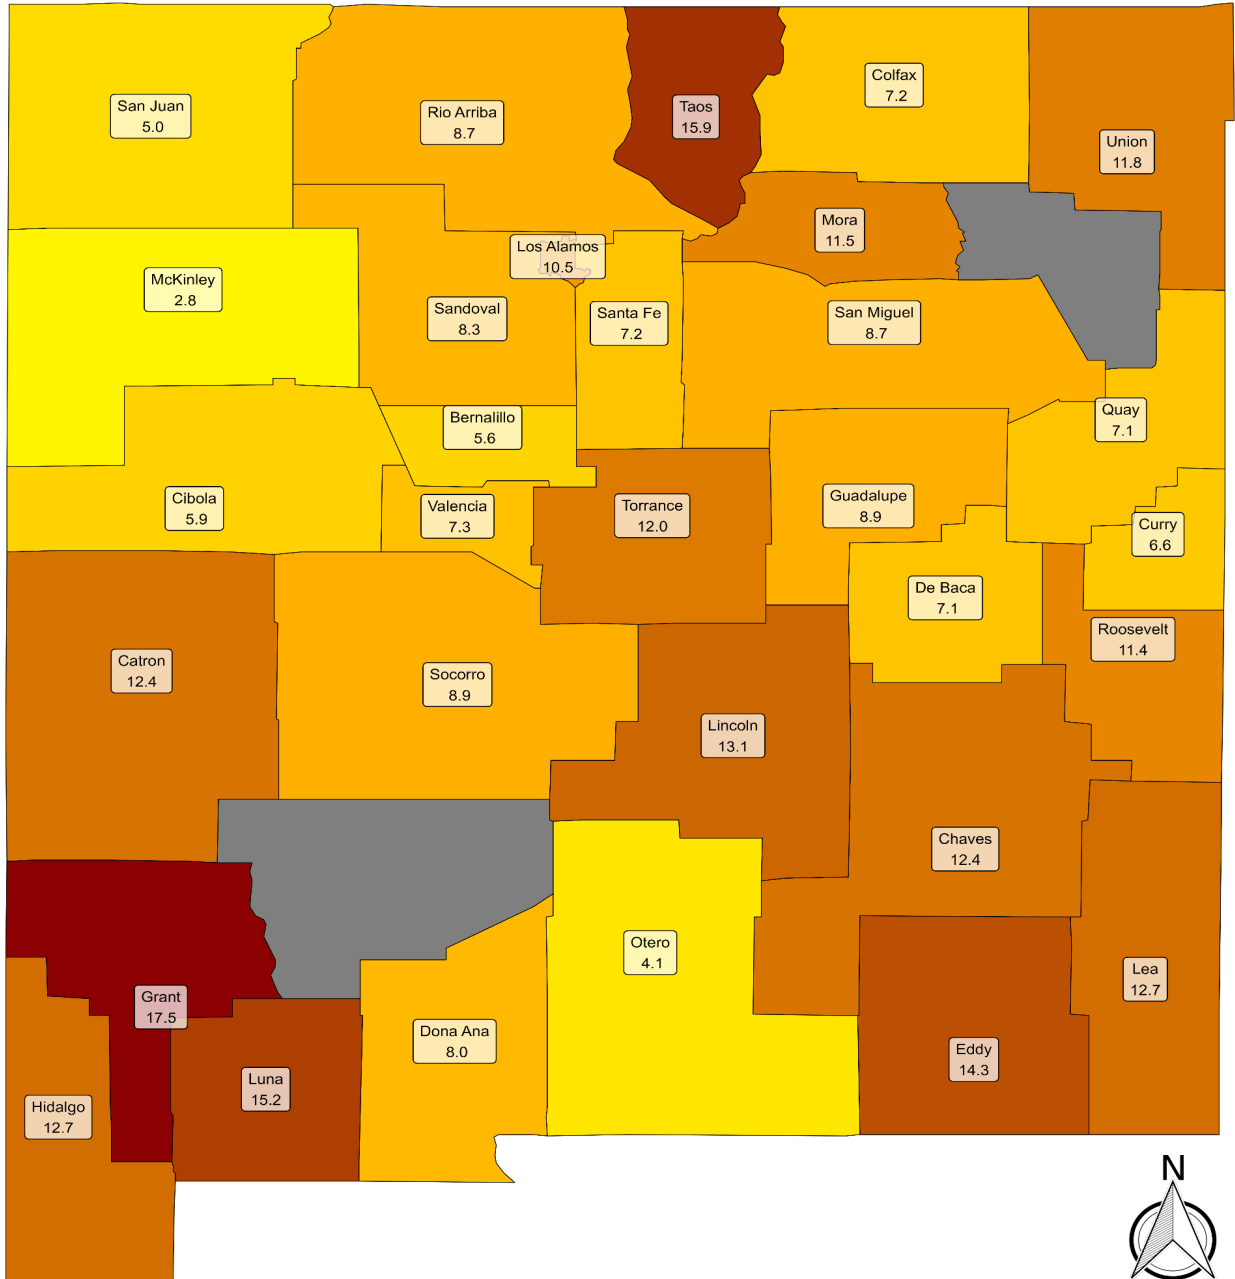 San Juan
5.0
Rio Arriba
8.7
Taos
15.9
Colfax
7.2
Union
11.8
Mora
11.5
Los Alamos
10.5
McKinley
2.8
Sandoval
8.3
Santa Fe
7.2
San Miguel
8.7
Bernalillo
5.6
Quay
7.1
Cibola
5.9
Valencia
7.3
Torrance
12.0
Guadalupe
8.9
Curry
6.6
De Baca
7.1
Roosevelt
11.4
Catron
12.4
Socorro
8.9
Lincoln
13.1
Chaves
12.4
Otero
4.1
Lea
12.7
Grant
17.5
Dona Ana
8.0
Eddy
14.3
Luna
15.2
Hidalgo
12.7
N